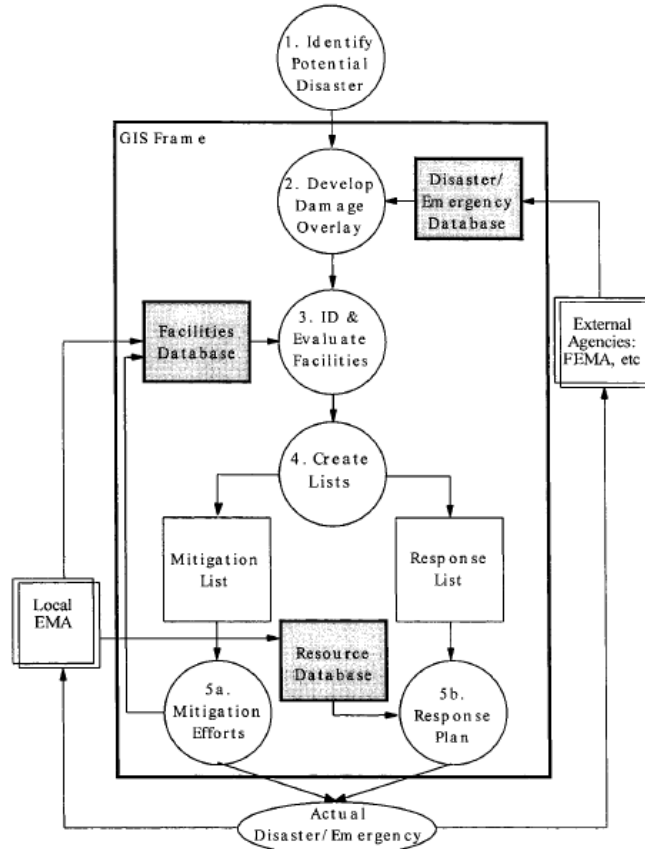 1. Identify
Potential
Disaster
GIS Frame
2. Develop
Damage
Overlay
Disaster/
Emergency
Database
Facilities
Database
3. ID &
Evaluate
Facilities
External
Agencies:
FEMA, etc
4. Create
Lists
Mitigation
List
Response
List
Local
EMA
Resource
Database
5a.
Mitigation
Efforts
5b.
Response
Plan
Actual
Disaster/Emergency